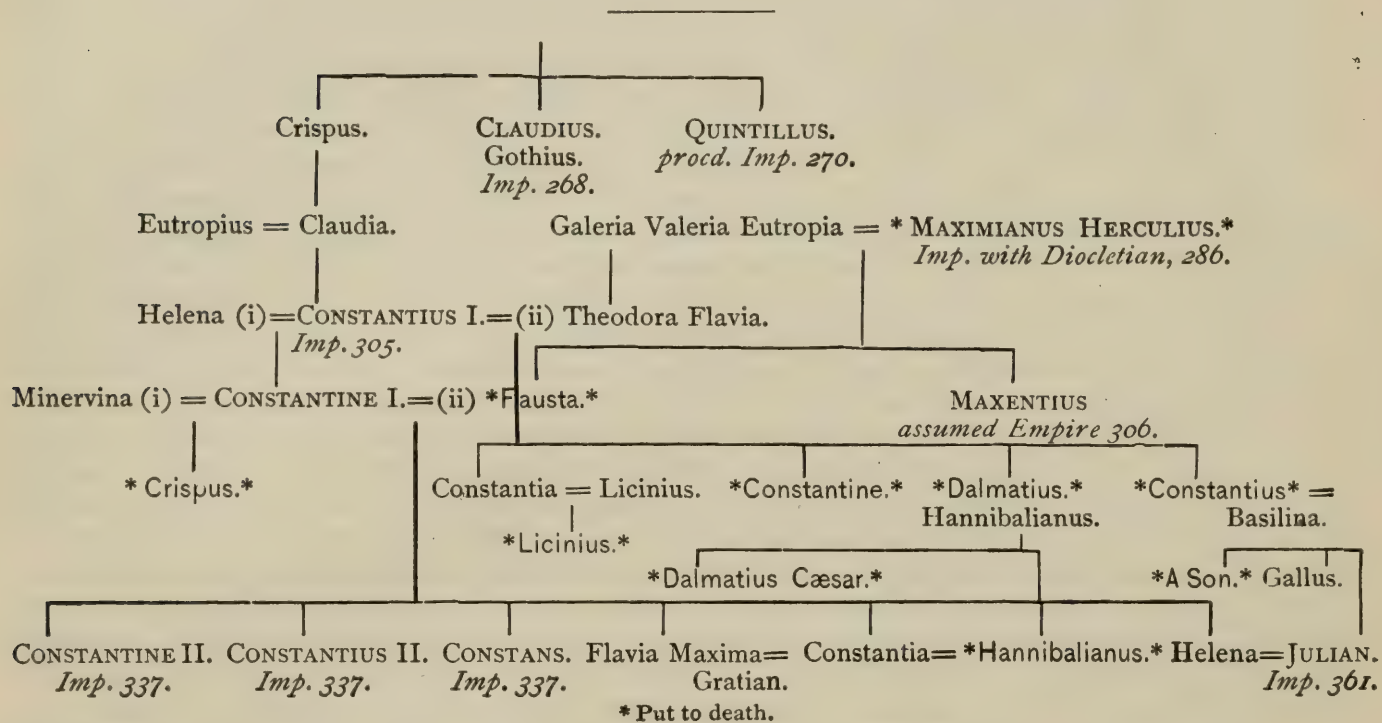 Crispus. CLAUDIUS. QUINTILLUS.
Gothius. procd. Imp. 270.
Imp. 268.
Eutropius = Claudia. Galeria Valeria Eutropia = * MAXIMIANUS HERCULIUS.*
Imp. with Diocletian, 286.
Helena (i)=CONSTANTIUS I.=(ii) Theodora Flavia.
Imp. 305.
Minervina (i) = CONSTANTINE I.=(ii) *Fausta.* MAXENTIUS
assumed Empire 306.
* Crispus.* Constantia = Licinius. *Constantine.* *Dalmatius.* *Constantius* =
Hannibalianus. Basilina.
*Licinius.*
*Dalmatius Cæsar.* *A Son.* Gallus.
CONSTANTINE II. CONSTANTIUS II. CONSTANS. Flavia Maxima= Constantia= *Hannibalianus.* Helena=JULIAN.
Imp. 337. Imp. 337. Imp. 337. Gratian. Imp. 361.
* Put to death.